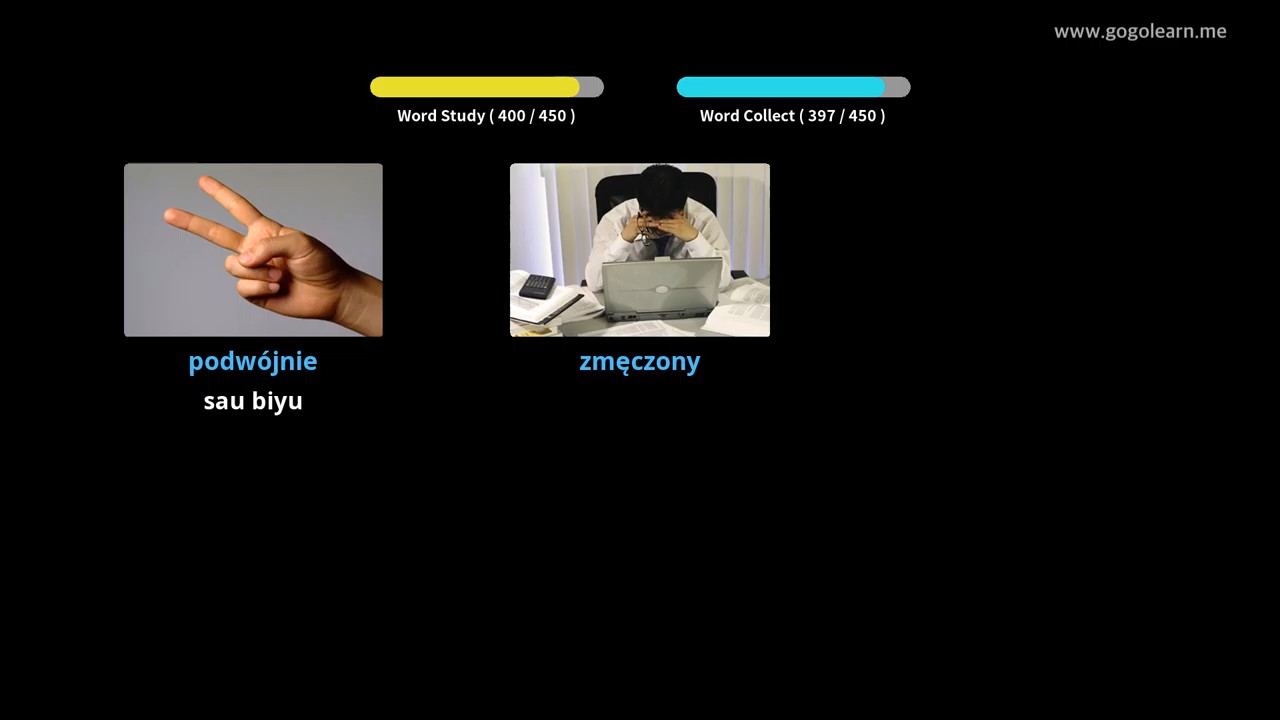 www.gogolearn.me
Word Study ( 400 / 450 )
Word Collect ( 397 / 450 )
podwójnie
zmęczony
sau biyu